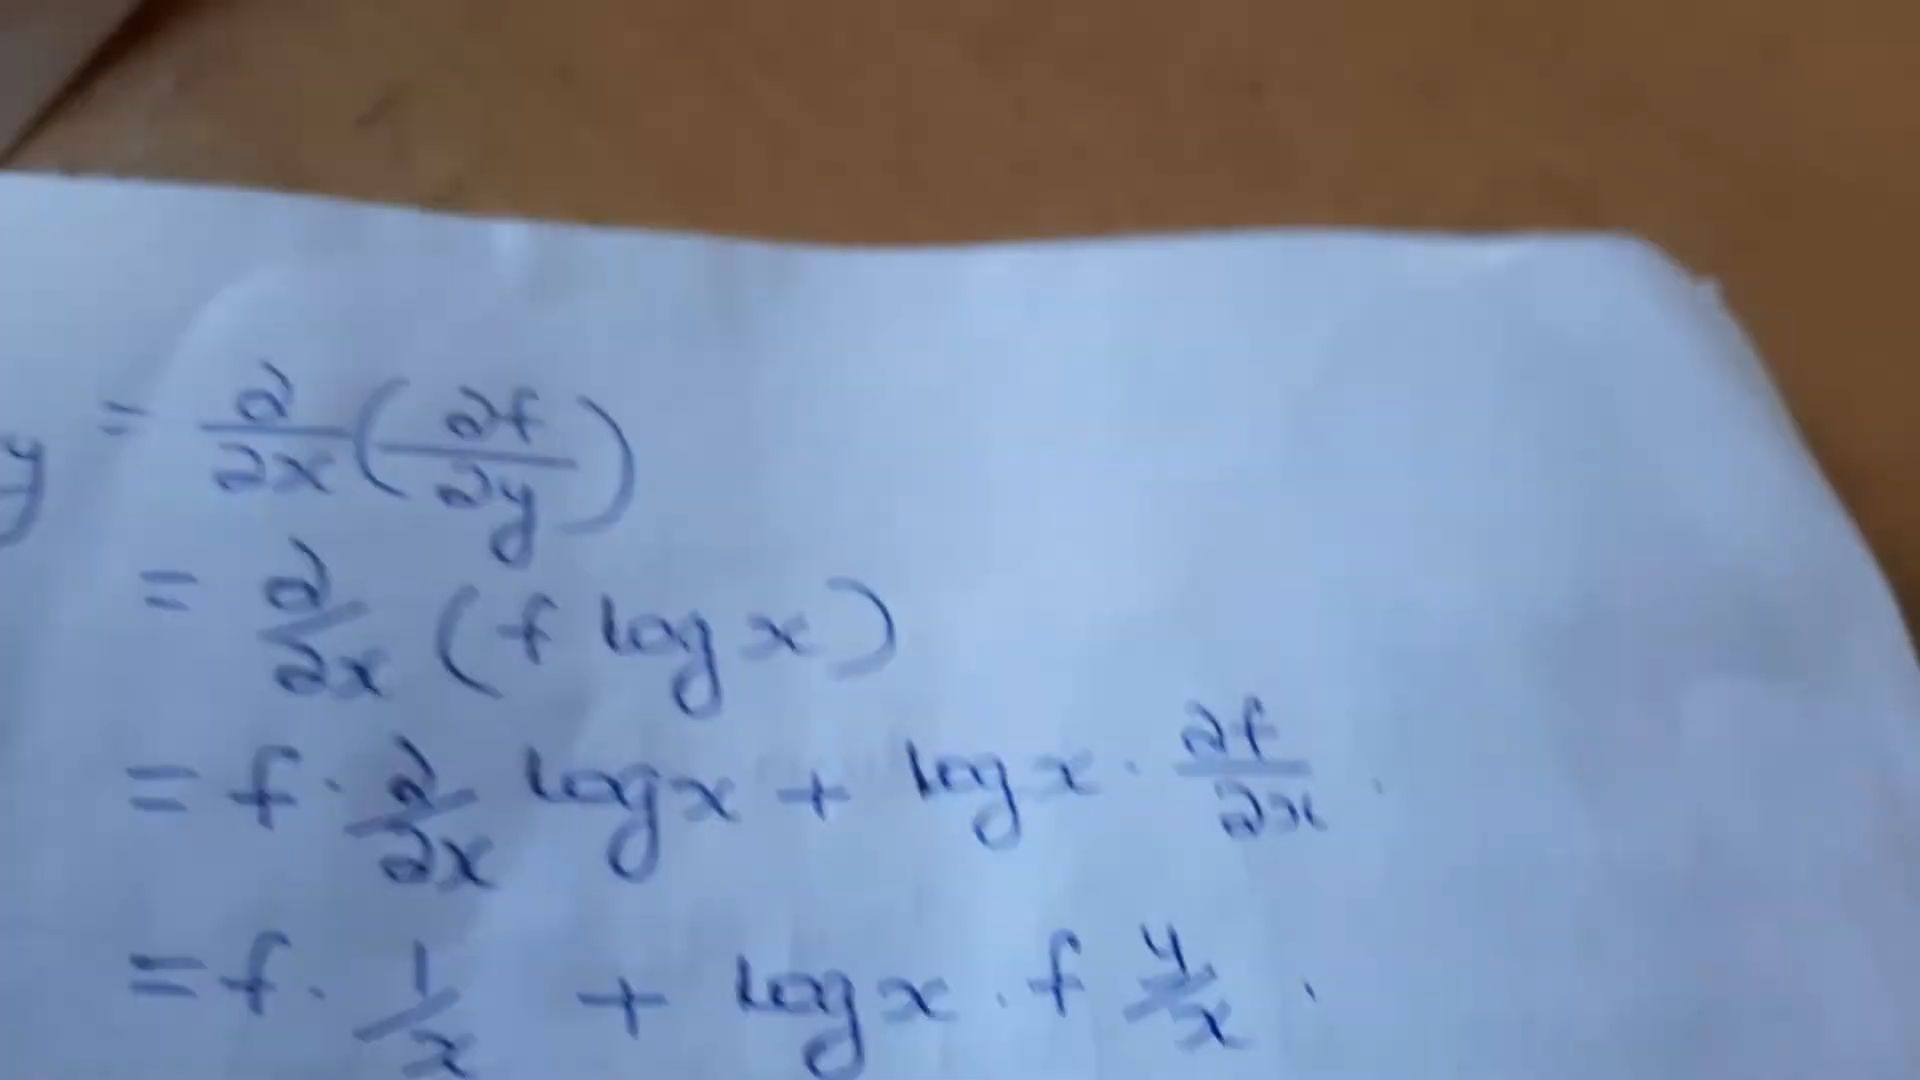 y = ∂/∂x (∂f/∂y)
= ∂/∂x (f log x)
= f · ∂/∂x log x + log x · ∂f/∂x .
= f · 1/x + log x . f y/x .